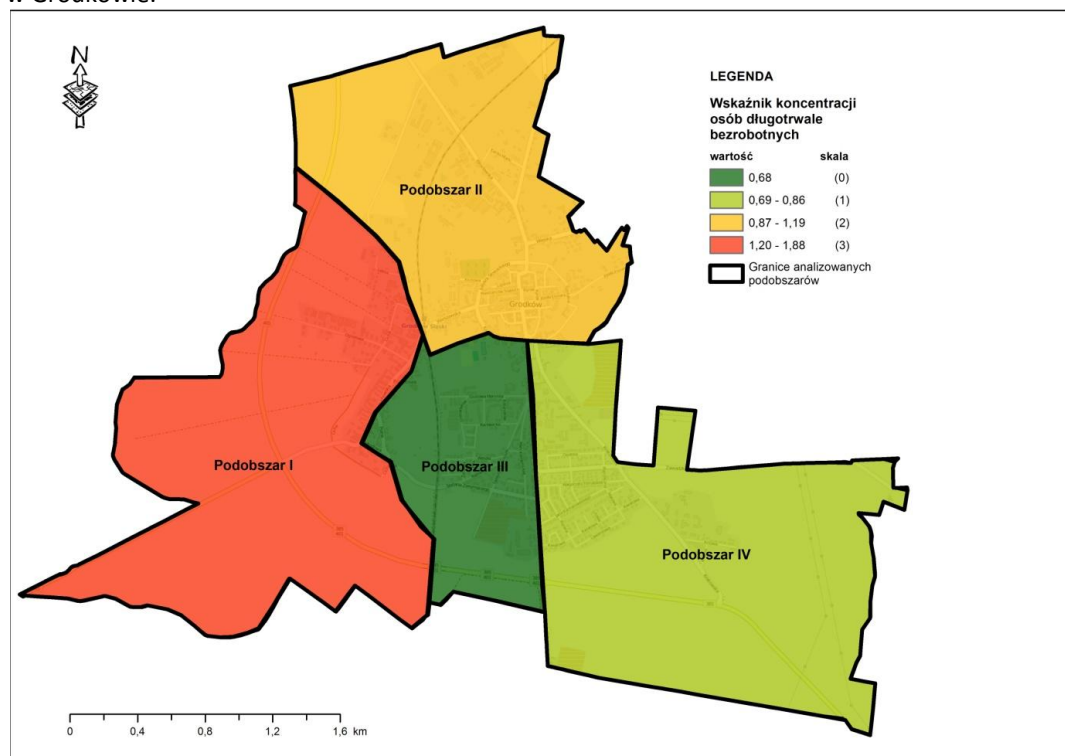 w Grodkowie.
N
LEGENDA
Wskaźnik koncentracji
osób długotrwale
bezrobotnych
wartość skala
0,68 (0)
0,69 - 0,86 (1)
0,87 - 1,19 (2)
1,20 - 1,88 (3)
Granice analizowanych
podobszarów
Podobszar II
Grodków
Podobszar I
Podobszar III
Podobszar IV
0 0,4 0,8 1,2 1,6 km